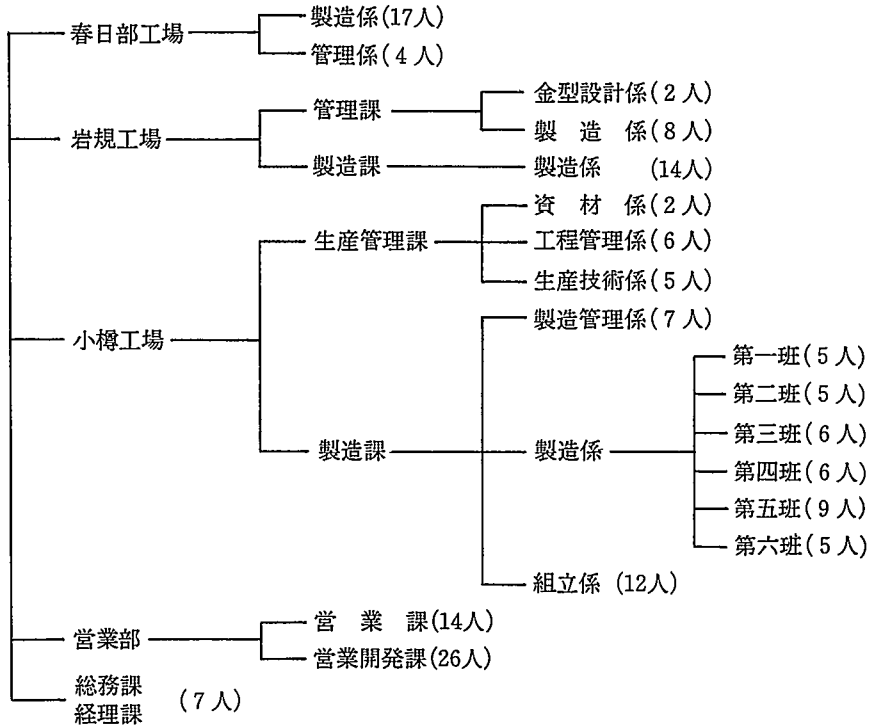 春日部工場
製造係(17人)
管理係(4人)
岩規工場
管理課
金型設計係(2人)
製 造 係(8人)
製造課
製造係 (14人)
小樽工場
生産管理課
資 材 係(2人)
工程管理係(6人)
生産技術係(5人)
製造課
製造管理係(7人)
製造係
第一班(5人)
第二班(5人)
第三班(6人)
第四班(6人)
第五班(9人)
第六班(5人)
組立係 (12人)
営業部
営 業 課(14人)
営業開発課(26人)
総務課
経理課
(7人)